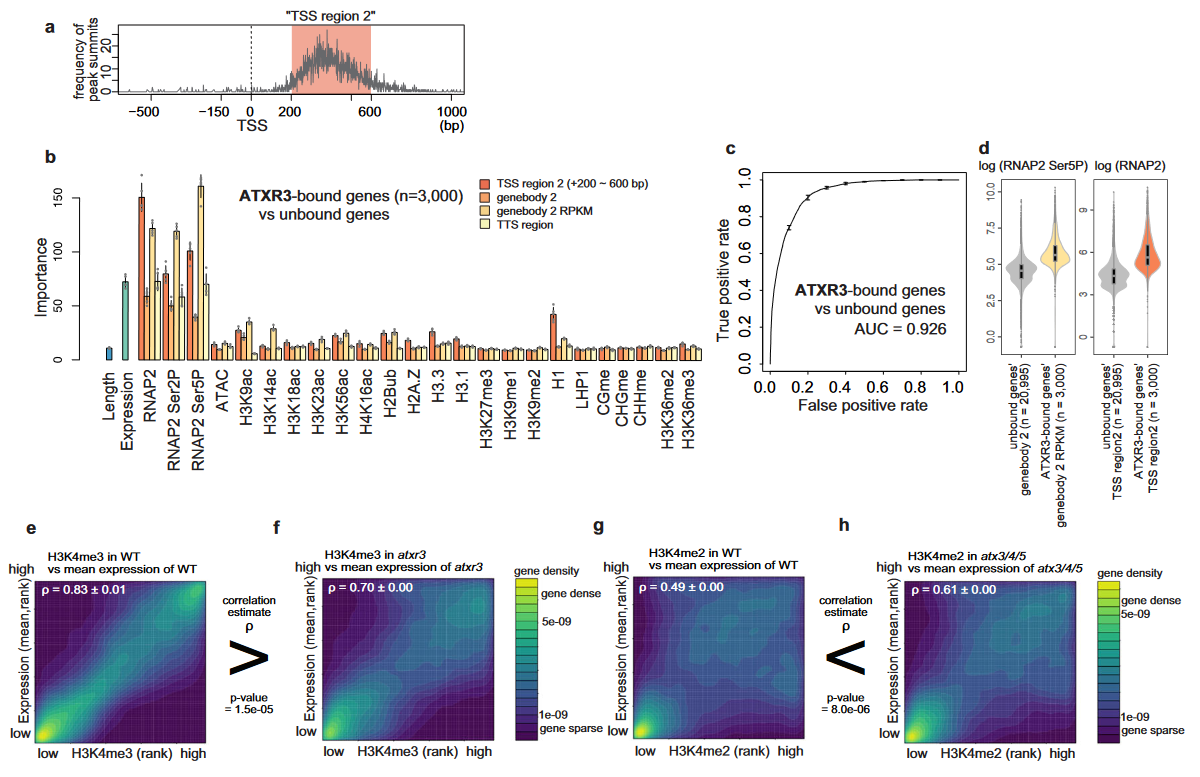 a
"TSS region 2"
frequency of
peak summits
0 10 20
−500 −150 0 200 600 1000
TSS
(bp)
b
ATXR3-bound genes (n=3,000)
vs unbound genes
TSS region 2 (+200 ~ 600 bp)
genebody 2
genebody 2 RPKM
TTS region
Importance
0 50 100 150
Length
Expression
RNAP2
RNAP2 Ser2P
RNAP2 Ser5P
ATAC
H3K9ac
H3K14ac
H3K18ac
H3K23ac
H3K56ac
H4K16ac
H2Bub
H2A.Z
H3.3
H3.1
H3K27me3
H3K9me1
H3K9me2
H1
LHP1
CGme
CHGme
CHHme
H3K36me2
H3K36me3
c
True positive rate
0.0 0.2 0.4 0.6 0.8 1.0
ATXR3-bound genes
vs unbound genes
AUC = 0.926
0.0 0.2 0.4 0.6 0.8 1.0
False positive rate
d
log (RNAP2 Ser5P)
0.0 2.5 5.0 7.5 10.0
unbound genes'
genebody 2 (n = 20,995)
ATXR3-bound genes'
genebody 2 RPKM (n = 3,000)
log (RNAP2)
0 3 6 9
unbound genes'
TSS region2 (n = 20,995)
ATXR3-bound genes'
TSS region2 (n = 3,000)
e
H3K4me3 in WT
vs mean expression of WT
high
ρ = 0.83 ± 0.01
Expression (mean,rank)
low
low H3K4me3 (rank) high
correlation
estimate
ρ
>
p-value
= 1.5e-05
f
H3K4me3 in atxr3
vs mean expression of atxr3
high
ρ = 0.70 ± 0.00
Expression (mean,rank)
low
low H3K4me3 (rank) high
gene density
gene dense
5e-09
1e-09
gene sparse
g
H3K4me2 in WT
vs mean expression of WT
high
ρ = 0.49 ± 0.00
Expression (mean,rank)
low
low H3K4me2 (rank) high
correlation
estimate
ρ
<
p-value
= 8.0e-06
h
H3K4me2 in atx3/4/5
vs mean expression of atx3/4/5
high
ρ = 0.61 ± 0.00
Expression (mean,rank)
low
low H3K4me2 (rank) high
gene density
gene dense
5e-09
1e-09
gene sparse